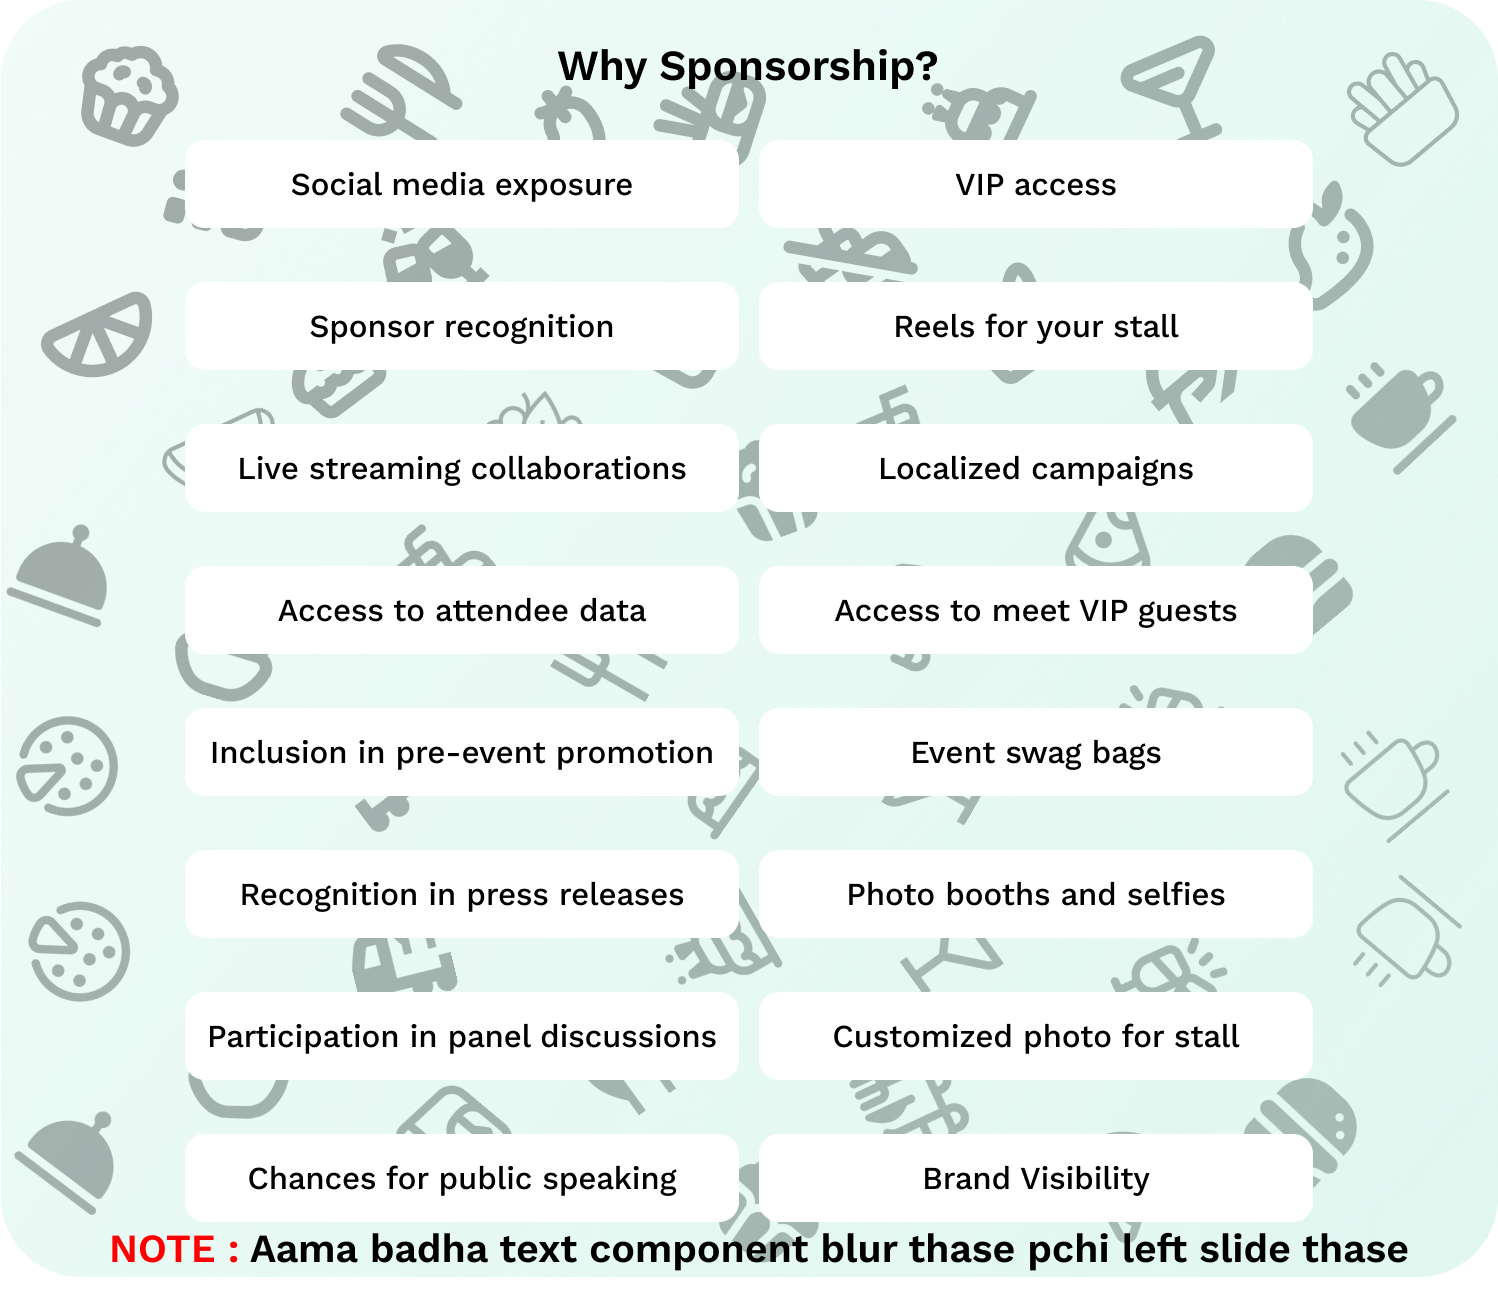 Why Sponsorship?
Social media exposure
VIP access
Sponsor recognition
Reels for your stall
Live streaming collaborations
Localized campaigns
Access to attendee data
Access to meet VIP guests
Inclusion in pre-event promotion
Event swag bags
Recognition in press releases
Photo booths and selfies
Participation in panel discussions
Customized photo for stall
Chances for public speaking
Brand Visibility
NOTE : Aama badha text component blur thase pchi left slide thase